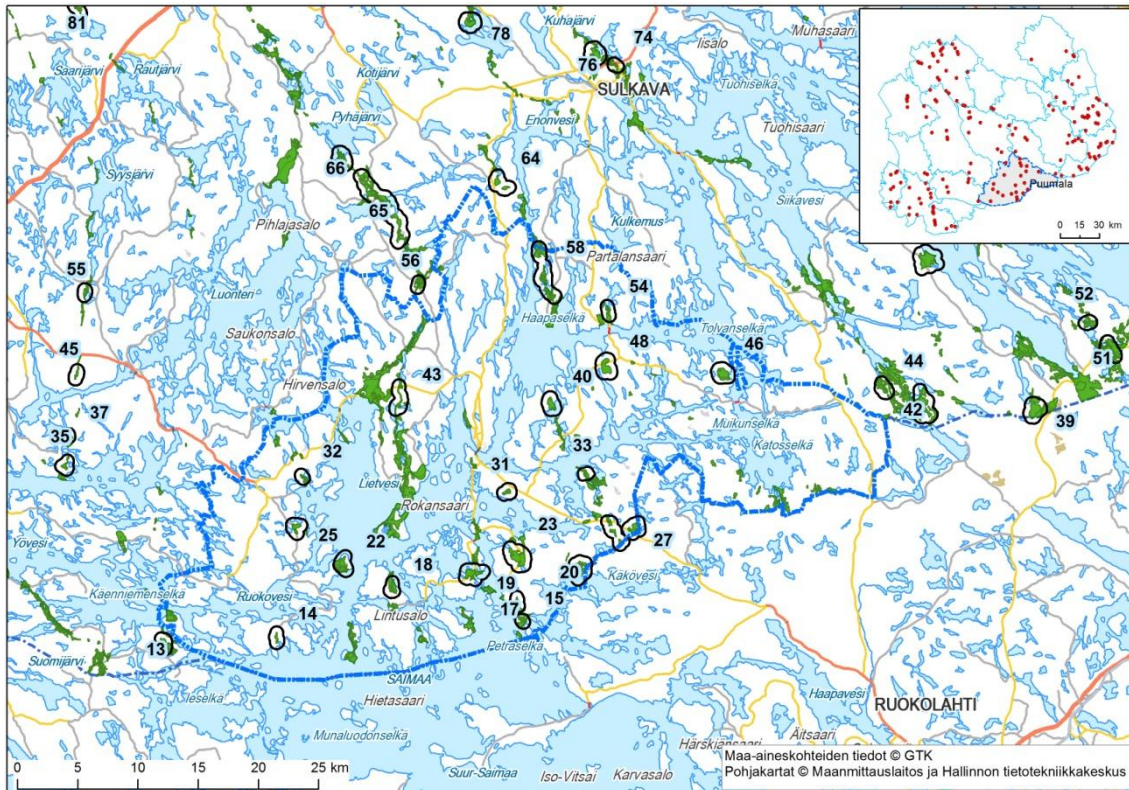 81
78
Kuhajärvi
74
Iisalo
Muhasaari
Saarijärvi
Rautjärvi
Kotijärvi
76
SULKAVA
Tuohiselkä
Pyhäjärvi
Enonvesi
Tuohisaari
66
64
Syysjärvi
65
Siikavesi
Pihlajasalo
Kulkemus
56
58
Partalansaari
55
Luonteri
54
52
Haapaselkä
Saukonsalo
Tolvanselkä
48
46
51
45
43
40
44
Hirvensalo
42
39
37
Muikunselkä
35
33
Katosselkä
32
31
Lietvesi
Rokansaari
25
22
23
27
Yövesi
18
20
Käkövesi
Kaenniemenselkä
Ruokovesi
19
14
Lintusalo
17
15
13
Petraselkä
Suomijärvi
SAIMAA
Ieselkä
Hietasaari
Haapavesi
RUOKOLAHTI
Munaluodonselkä
Härskiänsaari
Äitsaari
Suur-Saimaa
Iso-Vitsai
Karvasalo
0 5 10 15 20 25 km
Puumala
0 15 30
km
Maa-aineskohteiden tiedot © GTK
Pohjakartat © Maanmittauslaitos ja Hallinnon tietotekniikkakeskus